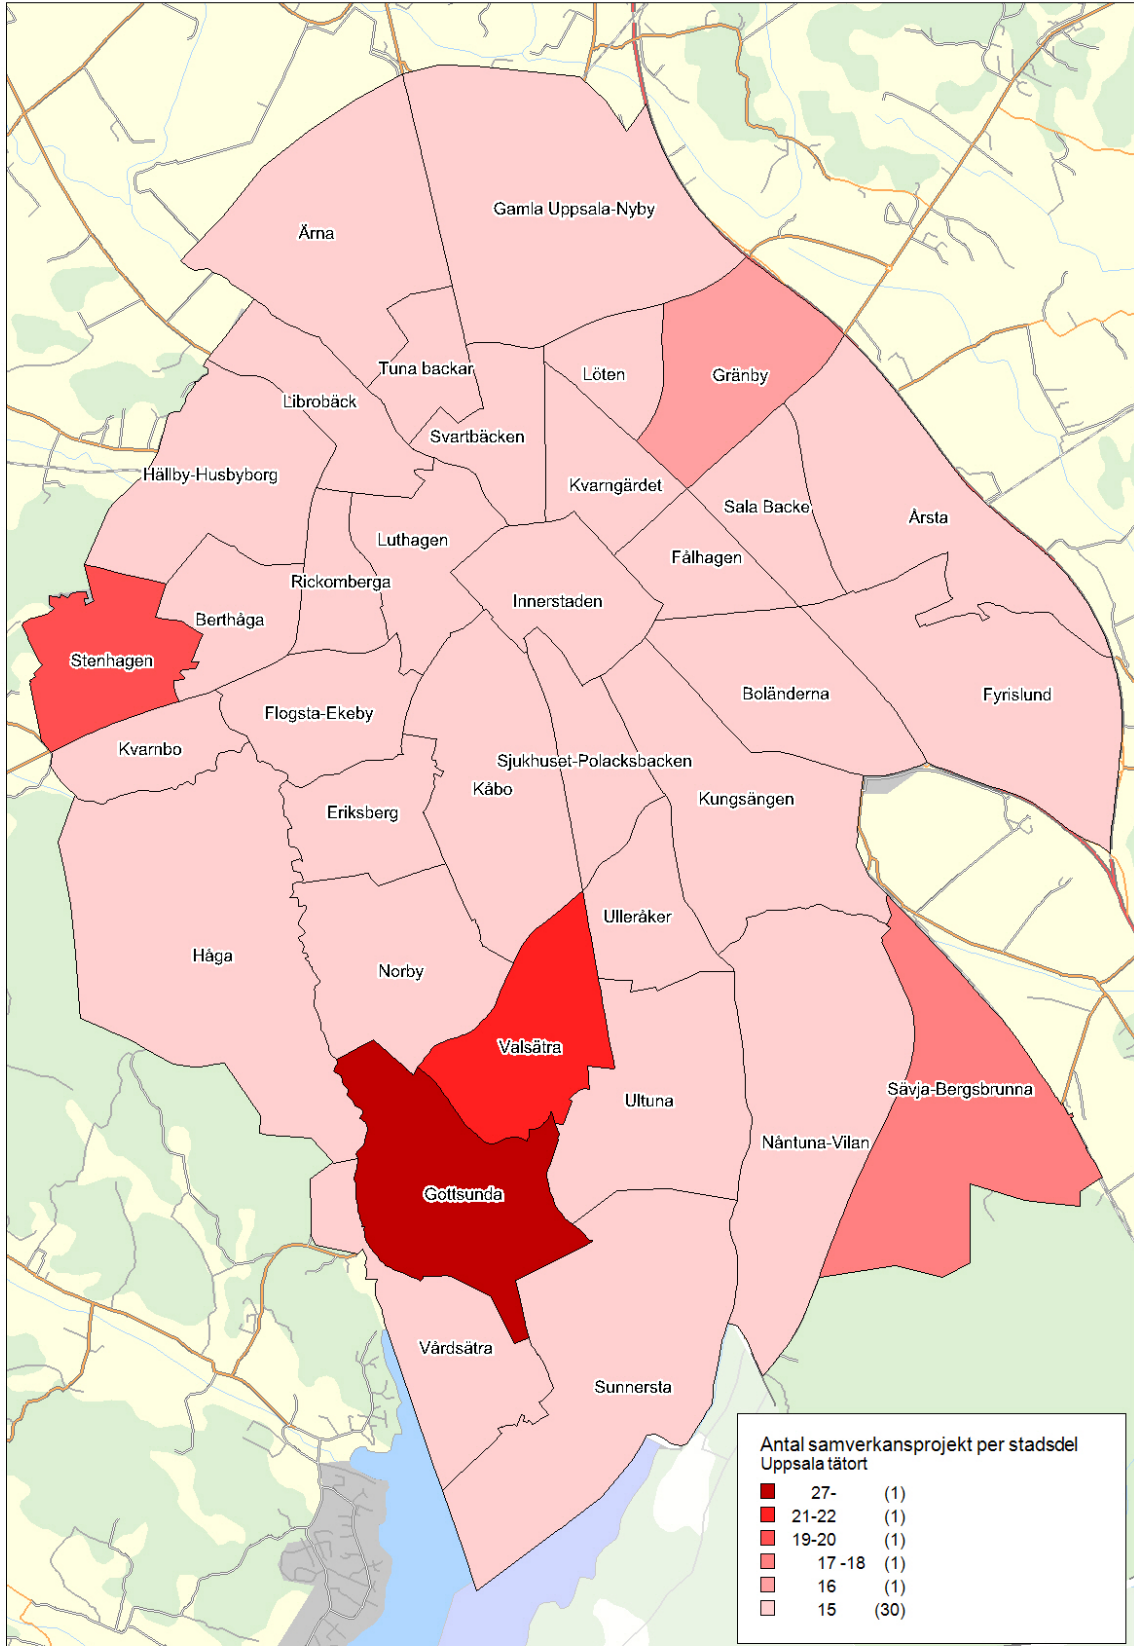 Gamla Uppsala-Nyby
Ärna
Tuna backar
Löten
Gränby
Librobäck
Svartbäcken
Hällby-Husbyborg
Kvarngärdet
Sala Backe
Årsta
Luthagen
Fålhagen
Rickomberga
Innerstaden
Berthåga
Stenhagen
Boländerna
Fyrislund
Flogsta-Ekeby
Kvarnbo
Sjukhuset-Polacksbacken
Kåbo
Kungsängen
Eriksberg
Ulleråker
Håga
Norby
Valsätra
Sävja-Bergsbrunna
Ultuna
Nåntuna-Vilan
Gottsunda
Vårdsätra
Sunnersta
Antal samverkansprojekt per stadsdel
Uppsala tätort
27- (1)
21-22 (1)
19-20 (1)
17 -18 (1)
16 (1)
15 (30)